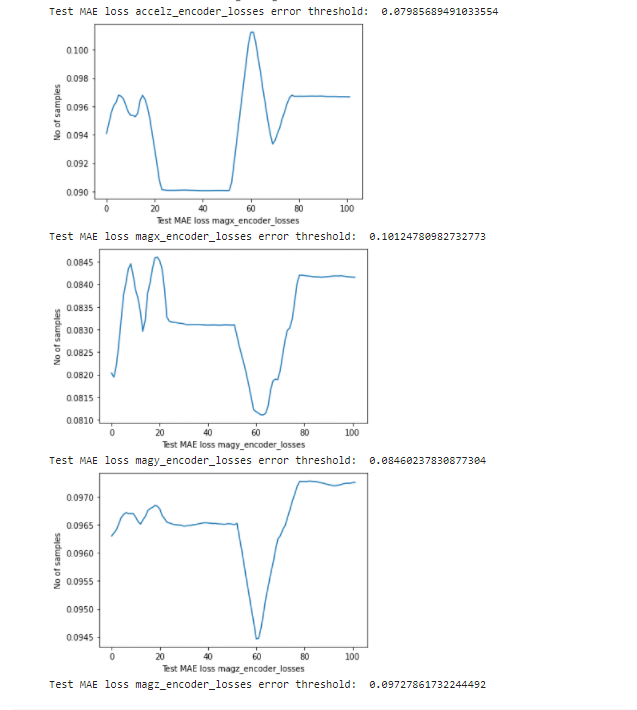 Test MAE loss accelz_encoder_losses error threshold:  0.07985689491033554
0.100
0.098
0.096
0.094
0.092
0.090
No of samples
0 20 40 60 80 100
Test MAE loss magx_encoder_losses
Test MAE loss magx_encoder_losses error threshold:  0.10124780982732773
0.0845
0.0840
0.0835
0.0830
0.0825
0.0820
0.0815
0.0810
No of samples
0 20 40 60 80 100
Test MAE loss magy_encoder_losses
Test MAE loss magy_encoder_losses error threshold:  0.08460237830877304
0.0970
0.0965
0.0960
0.0955
0.0950
0.0945
No of samples
0 20 40 60 80 100
Test MAE loss magz_encoder_losses
Test MAE loss magz_encoder_losses error threshold:  0.09727861732244492